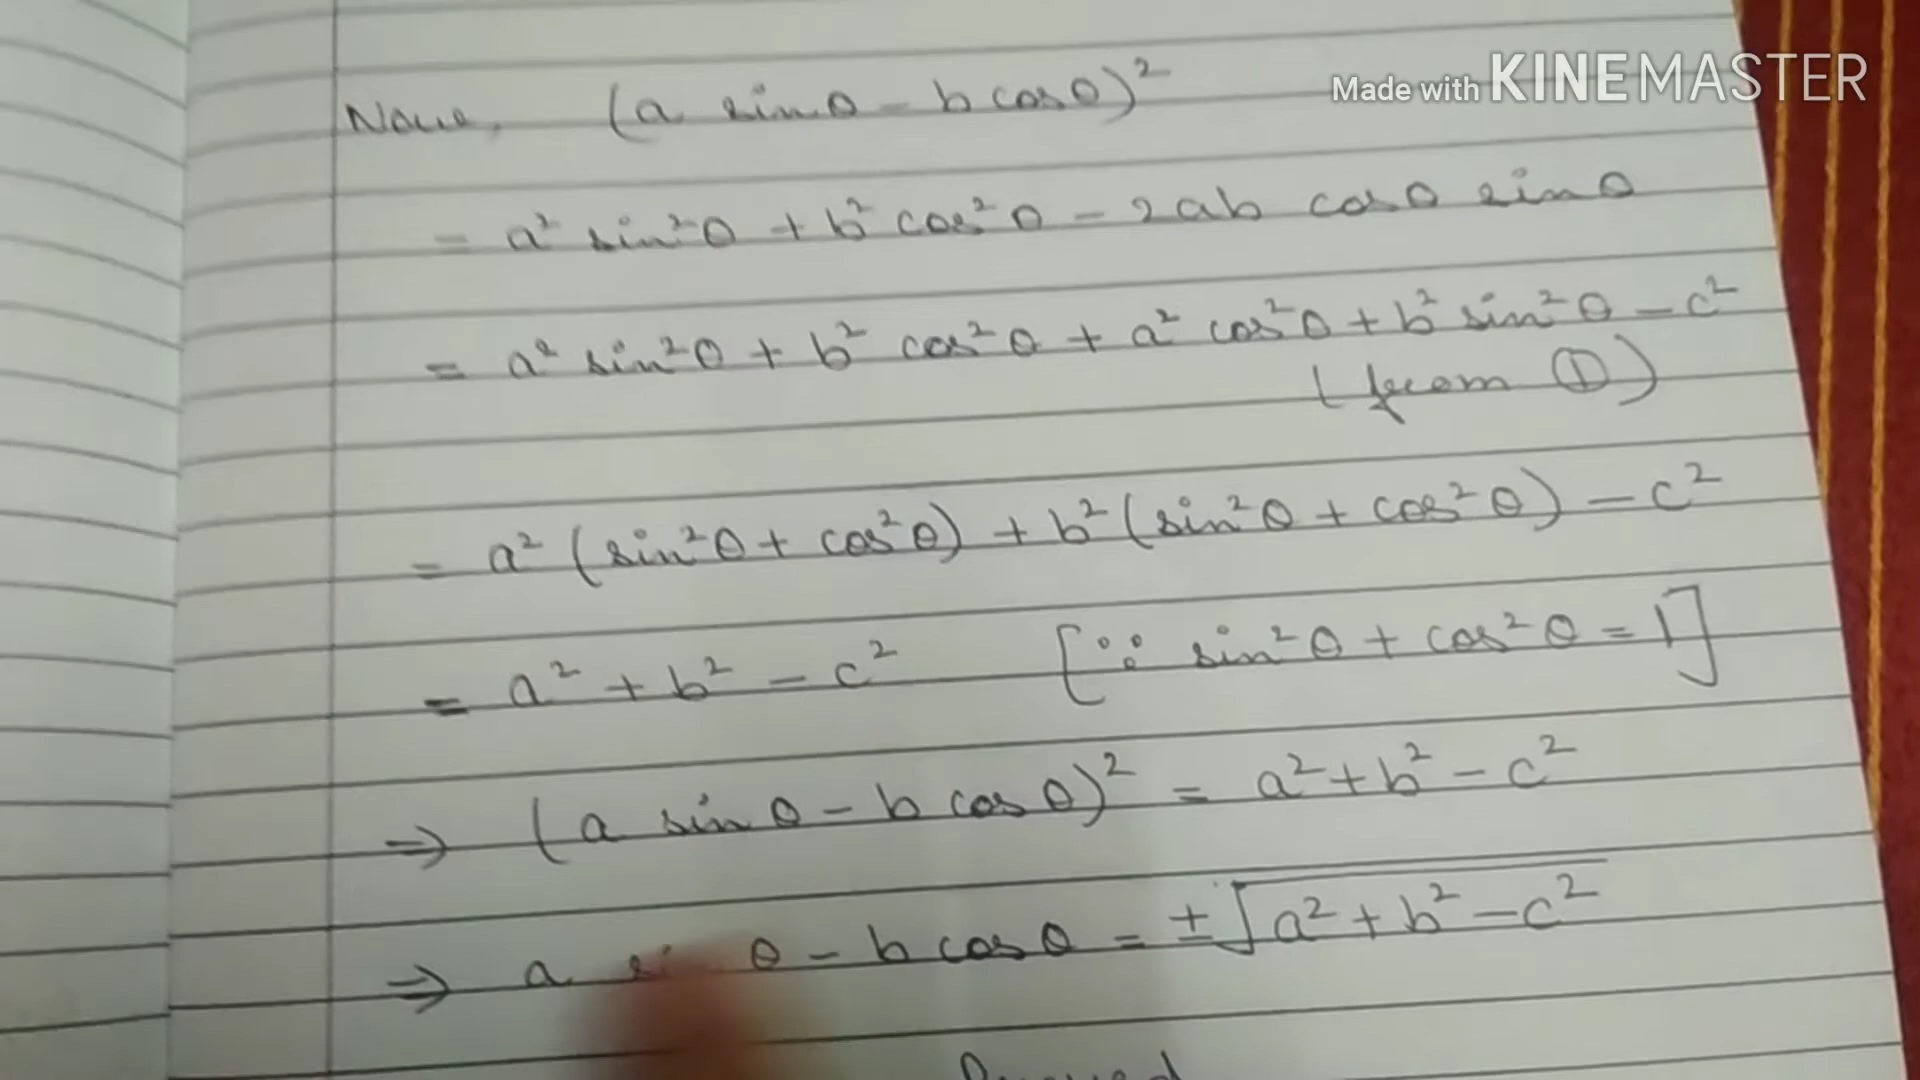 Made with KINEMASTER
Now, (a sinθ - b cosθ)²
= a² sin²θ + b² cos²θ - 2ab cosθ sinθ
= a² sin²θ + b² cos²θ + a² cos²θ + b² sin²θ - c²
(from ①)
= a² (sin²θ + cos²θ) + b² (sin²θ + cos²θ) - c²
= a² + b² - c² [∵ sin²θ + cos²θ = 1]
⇒ (a sinθ - b cosθ)² = a² + b² - c²
⇒ a θ - b cosθ = ±√a² + b² - c²